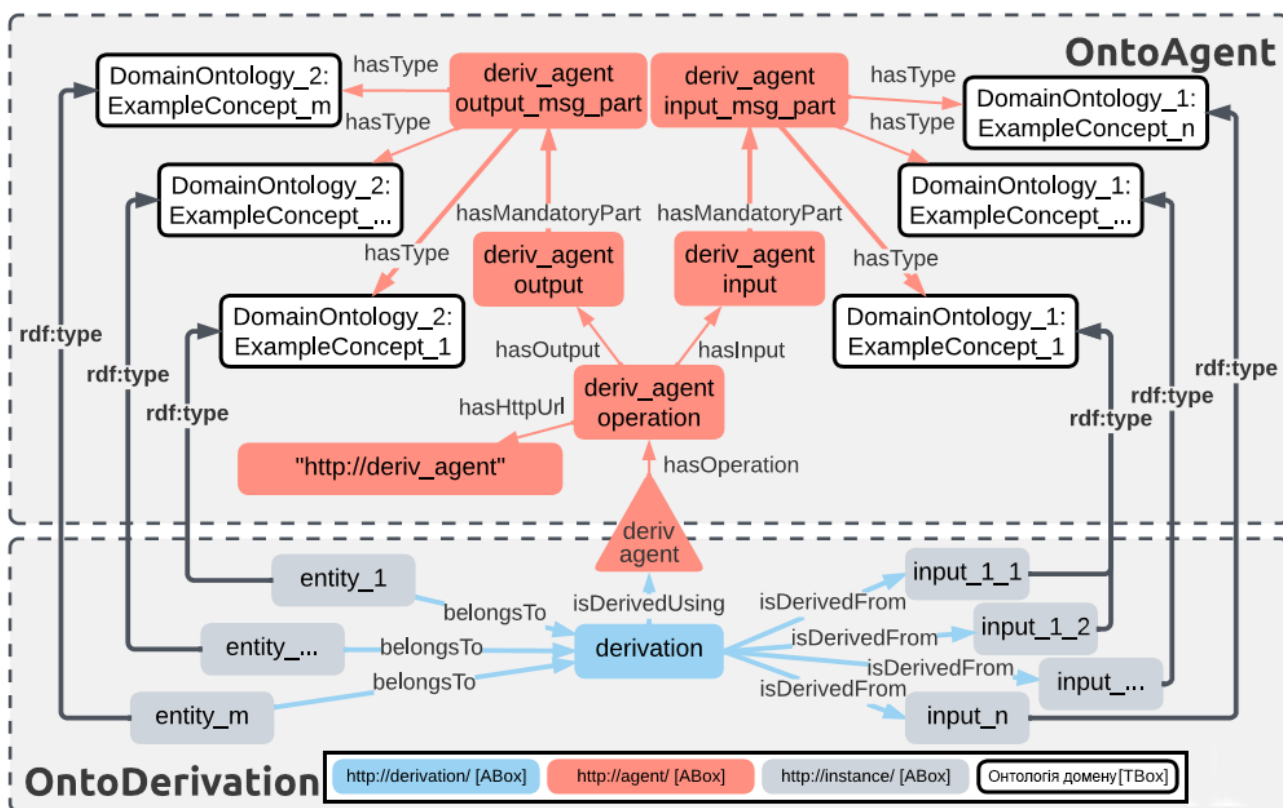 OntoAgent
DomainOntology_2:
ExampleConcept_m
hasType
deriv_agent
output_msg_part
deriv_agent
input_msg_part
hasType
DomainOntology_1:
ExampleConcept_n
hasType
hasType
DomainOntology_2:
ExampleConcept_...
DomainOntology_1:
ExampleConcept_...
hasMandatoryPart
hasMandatoryPart
hasType
deriv_agent
output
deriv_agent
input
hasType
DomainOntology_2:
ExampleConcept_1
DomainOntology_1:
ExampleConcept_1
rdf:type
rdf:type
rdf:type
hasOutput
hasInput
rdf:type
rdf:type
rdf:type
deriv_agent
operation
hasHttpUrl
"http://deriv_agent"
hasOperation
deriv
agent
entity_1
belongsTo
isDerivedUsing
isDerivedFrom
input_1_1
entity_...
belongsTo
derivation
isDerivedFrom
input_1_2
belongsTo
isDerivedFrom
input_...
entity_m
isDerivedFrom
input_n
OntoDerivation
http://derivation/ [ABox]
http://agent/ [ABox]
http://instance/ [ABox]
Онтологія домену[TBox]